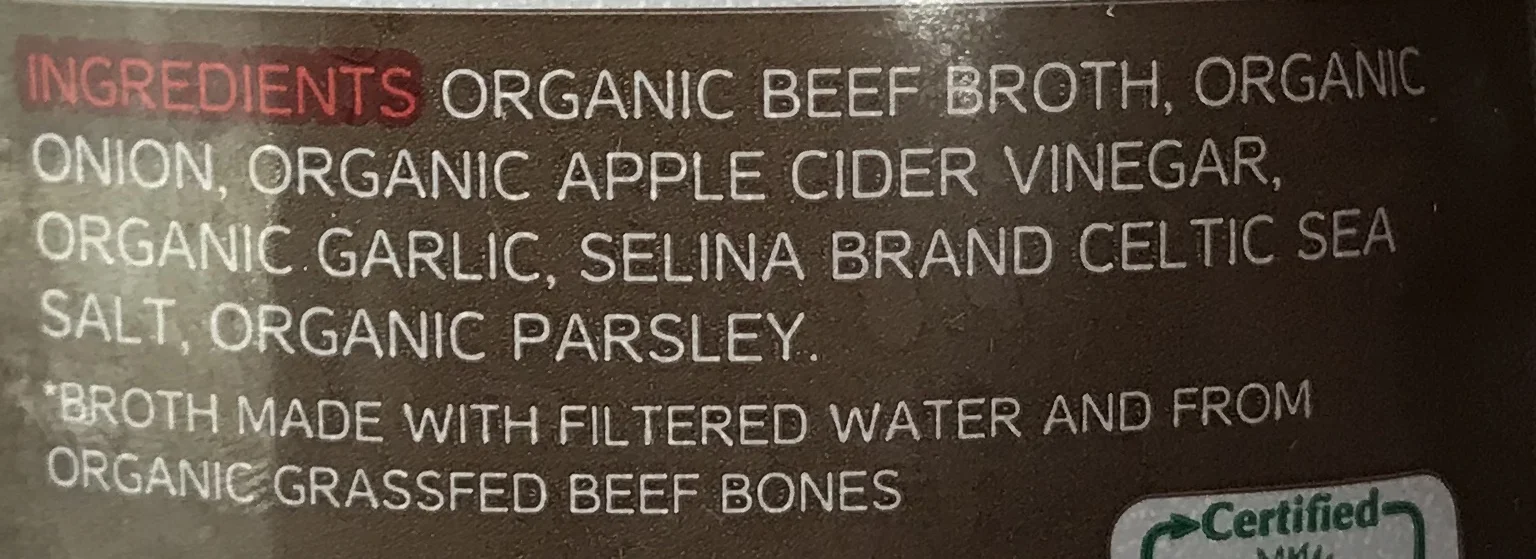 INGREDIENTS ORGANIC BEEF BROTH, ORGANIC
ONION, ORGANIC APPLE CIDER VINEGAR,
ORGANIC GARLIC, SELINA BRAND CELTIC SEA
SALT, ORGANIC PARSLEY.
*BROTH MADE WITH FILTERED WATER AND FROM
ORGANIC GRASSFED BEEF BONES
Certified